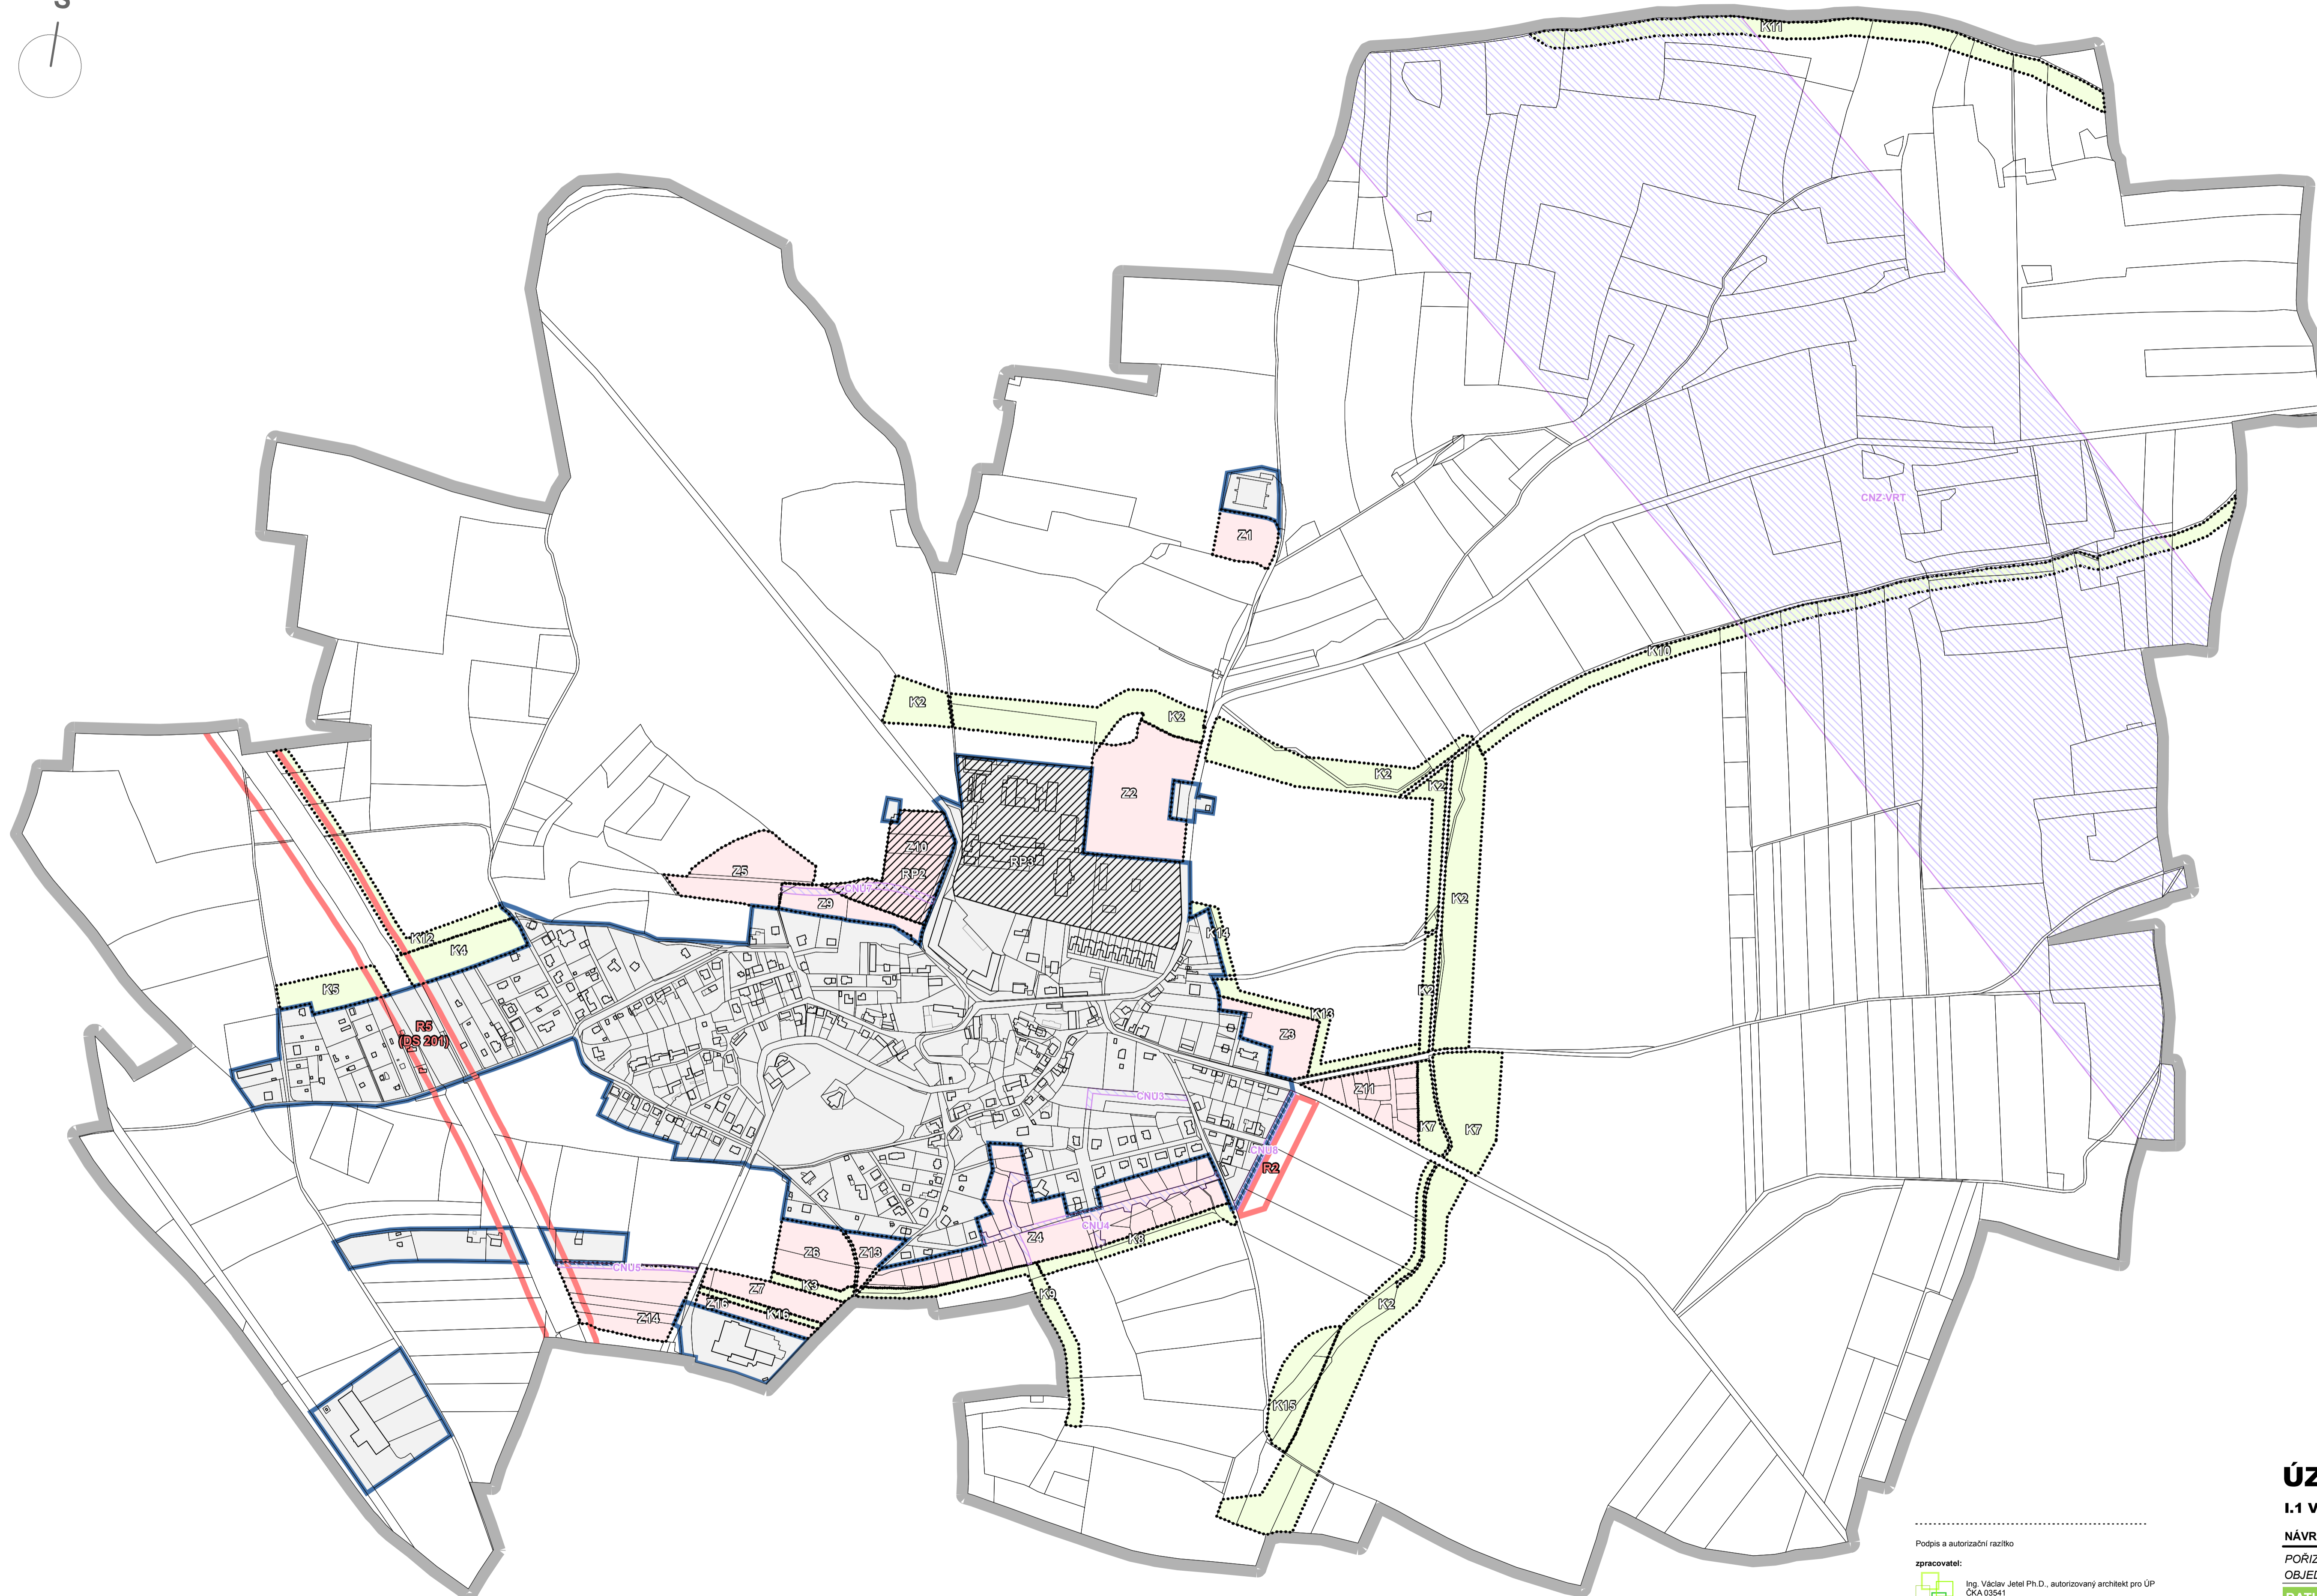 S
K11
Z1
CNZ-VRT
K10
K2
K2
K2
K2
Z2
Z10
RP3
Z5
RP2
CNU7
Z9
K2
K12
K4
K14
K5
K2
K13
R5
(DS 201)
Z3
Z11
CNU3
K7
K7
CNU8
R2
CNU4
Z4
K8
Z6
Z13
CNU5
Z7
K3
K9
Z16
K16
Z14
K2
K15
ÚZ
I.1 V
NÁVR
POŘIZ
OBJE
Podpis a autorizační razítko
zpracovatel:
Ing. Václav Jetel Ph.D., autorizovaný architekt pro ÚP
ČKA 03541